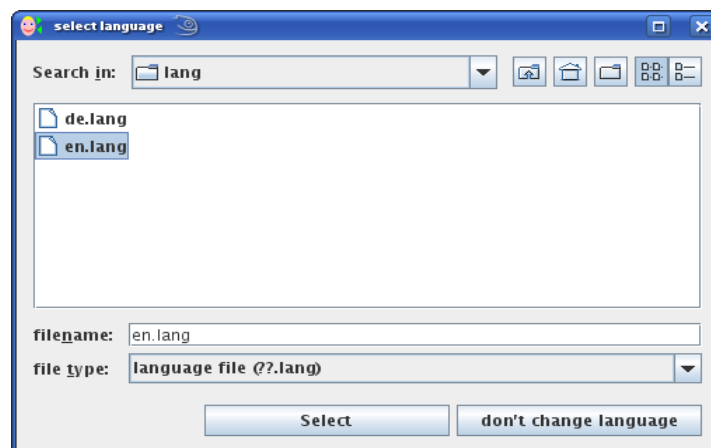 select language
Search in: lang
de.lang
en.lang
filename: en.lang
file type: language file (??.lang)
Select don't change language